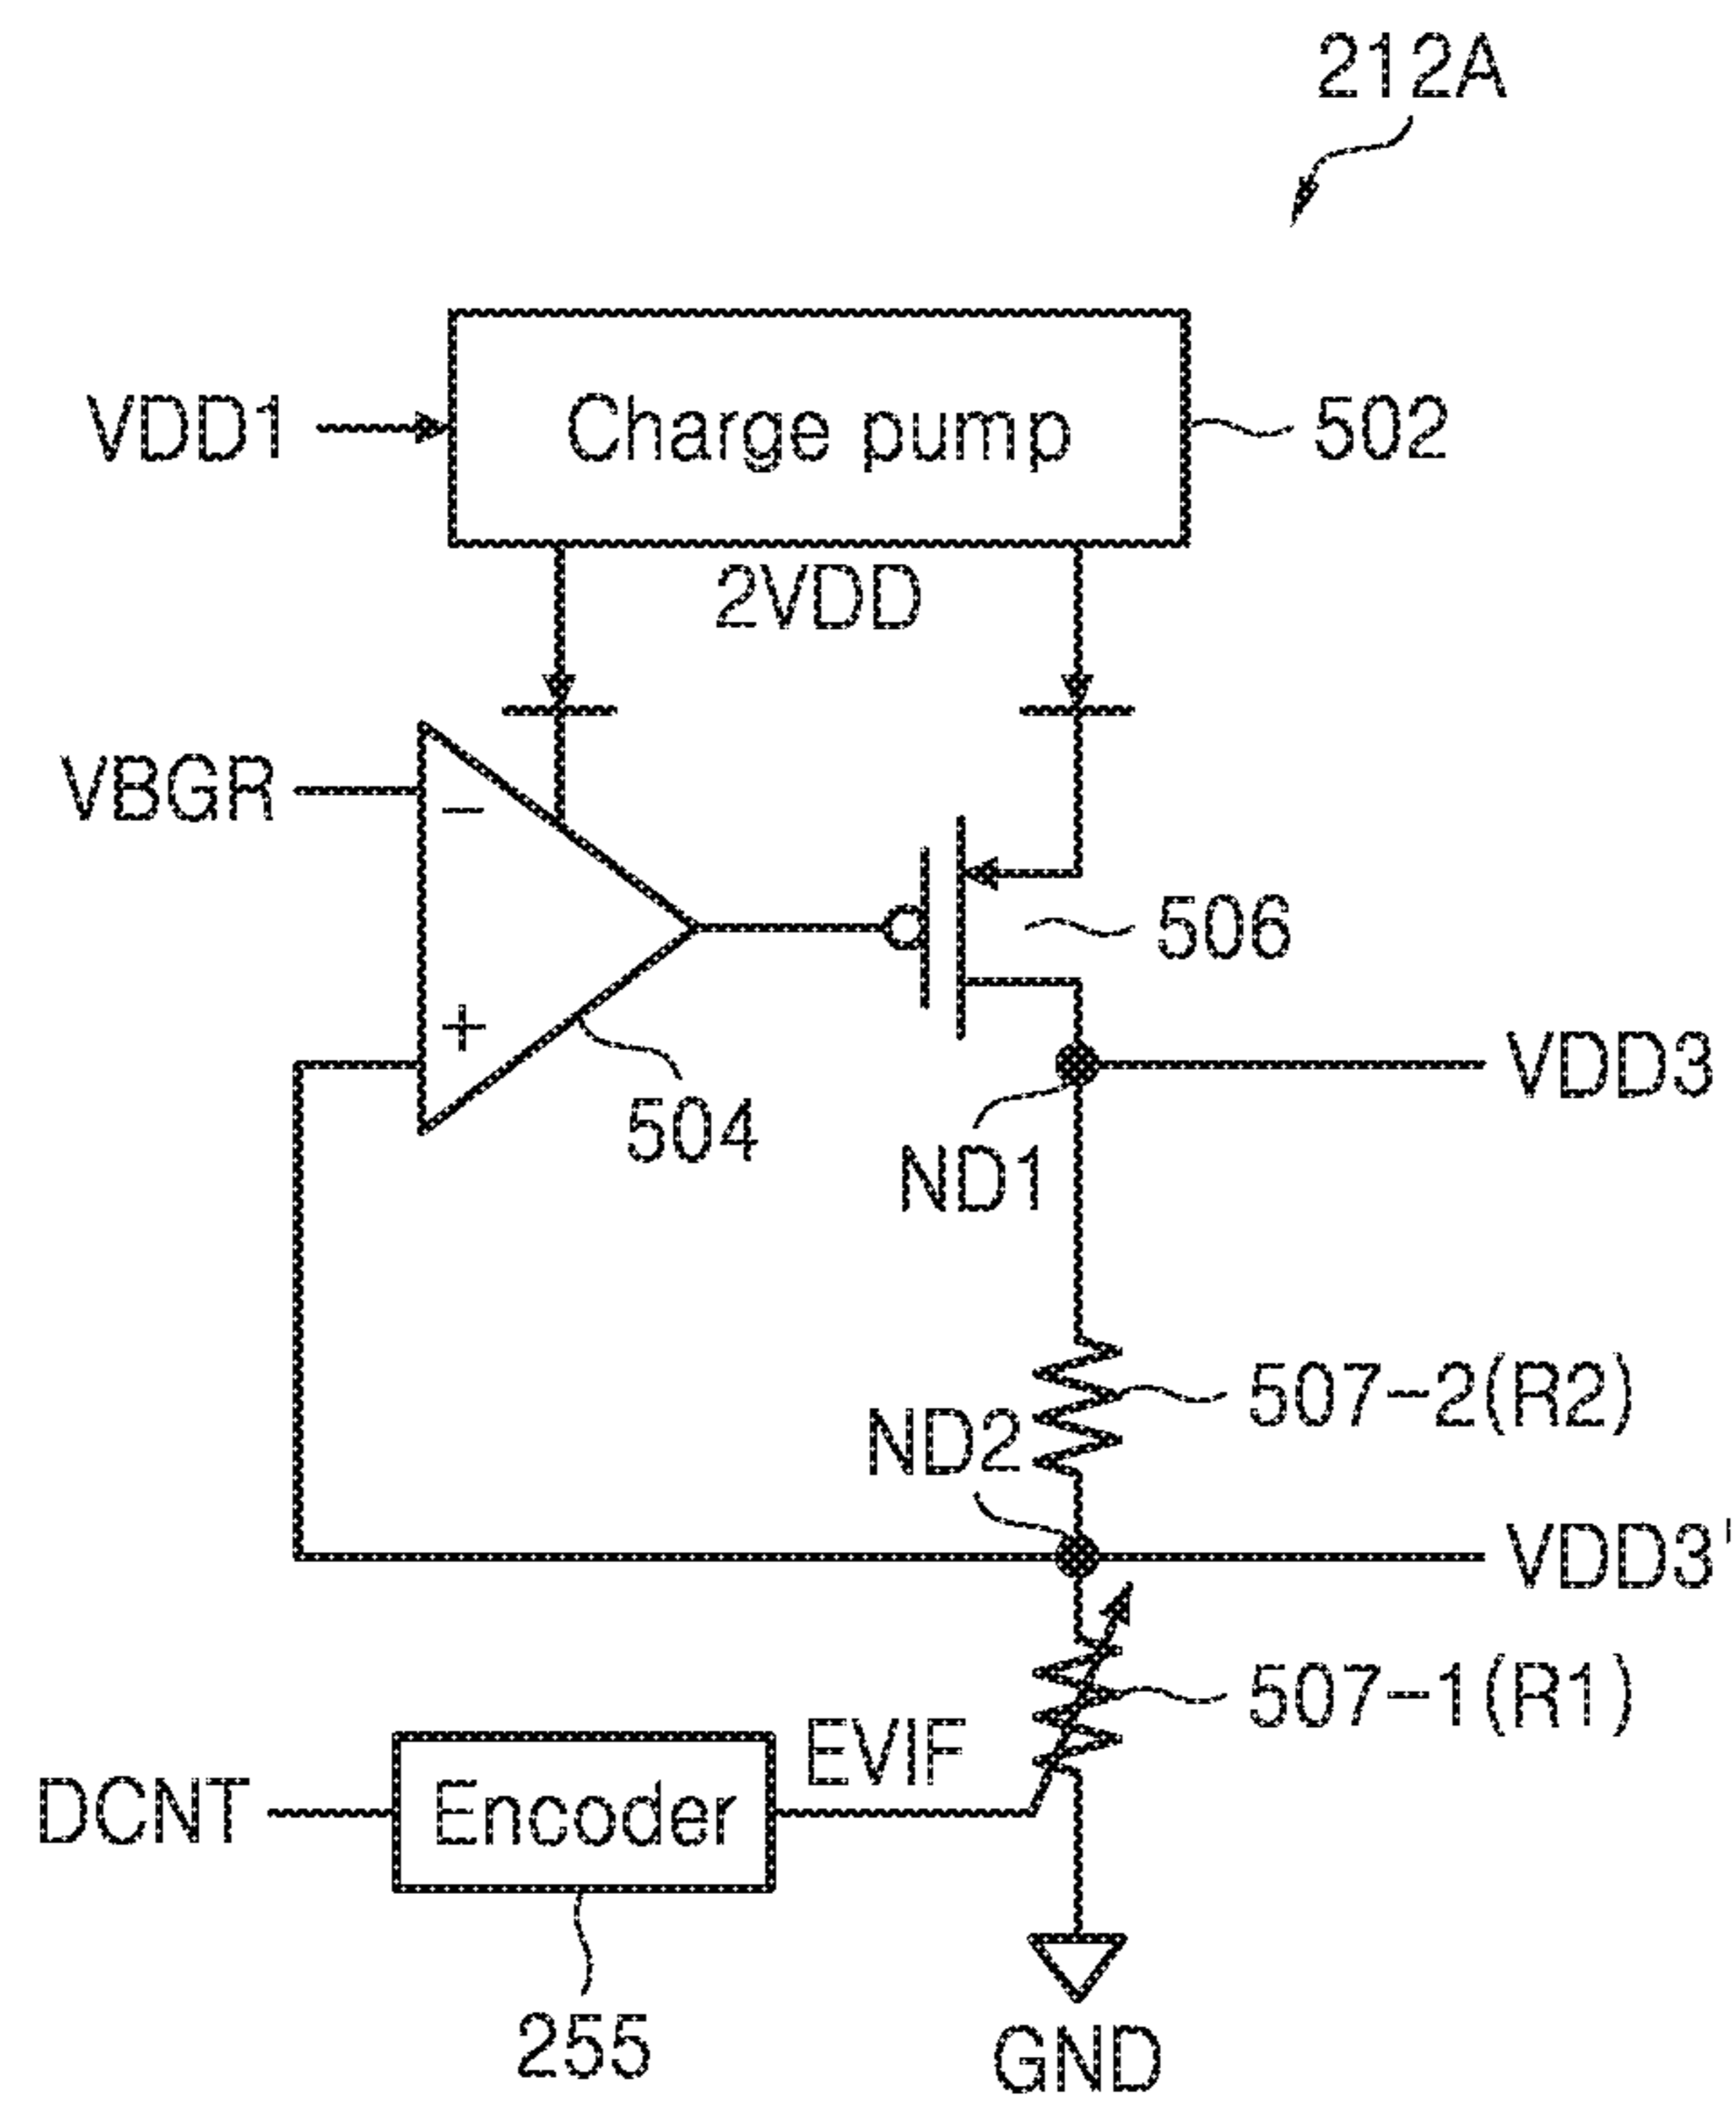 212A
VDD1
Charge pump
502
2VDD
VBGR
−
+
506
504
VDD3
ND1
507-2(R2)
ND2
VDD3'
507-1(R1)
EVIF
DCNT
Encoder
255
GND